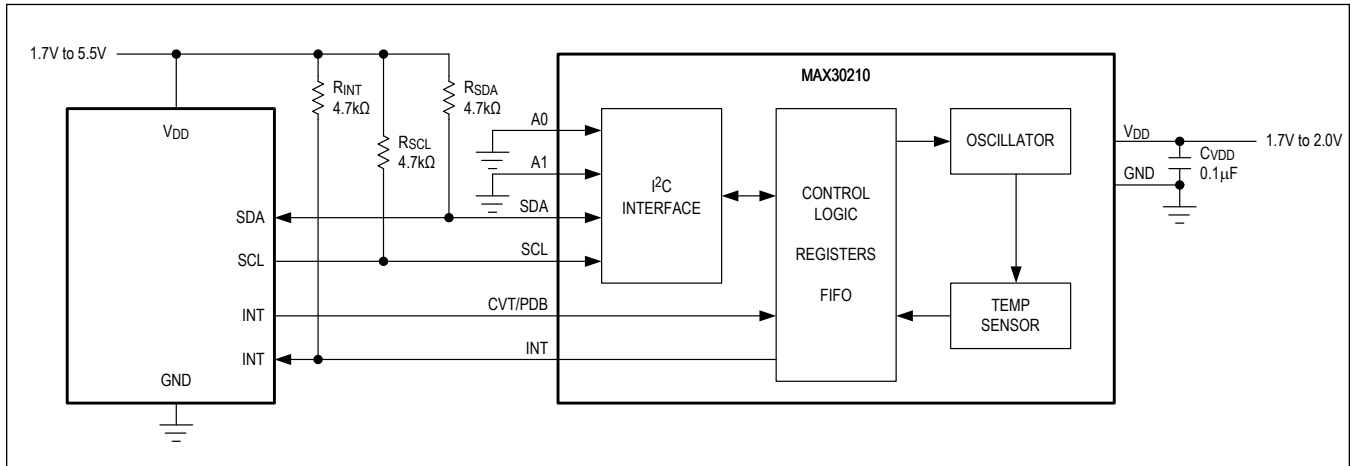 1.7V to 5.5V
RINT
4.7kΩ
RSCL
4.7kΩ
RSDA
4.7kΩ
VDD
SDA
SCL
INT
INT
GND
MAX30210
A0
A1
SDA
SCL
CVT/PDB
INT
I²C
INTERFACE
CONTROL
LOGIC
REGISTERS
FIFO
OSCILLATOR
TEMP
SENSOR
VDD
GND
1.7V to 2.0V
CVDD
0.1µF